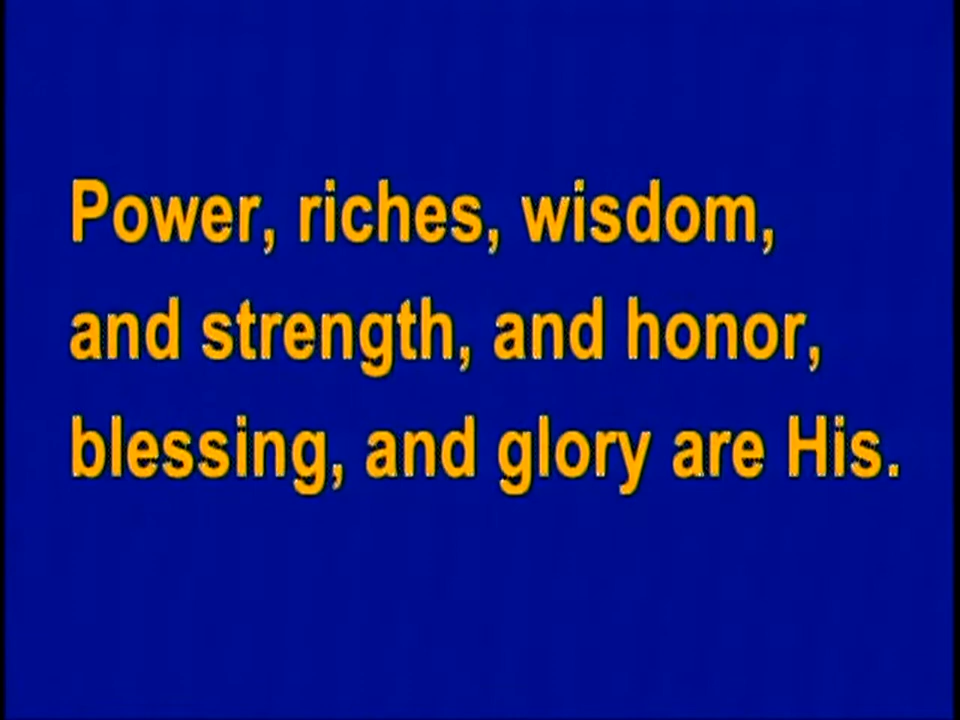 Power, riches, wisdom,
and strength, and honor,
blessing, and glory are His.